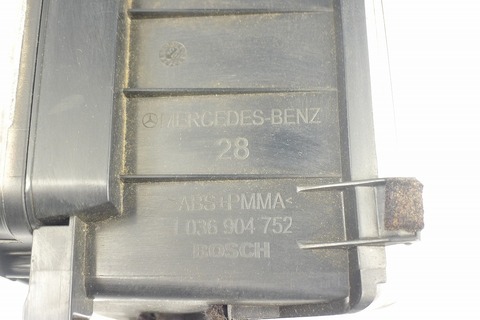 MERCEDES-BENZ
28
>ABS+PMMA<
1 036 904 752
BOSCH